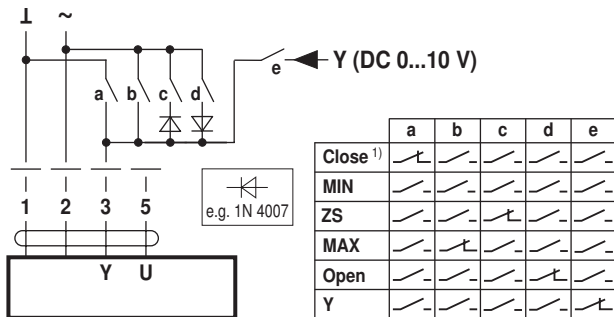 ⊥ ~
e Y (DC 0...10 V)
a b c d
1 2 3 5
e.g. 1N 4007
Y U
a b c d e
Close 1)
MIN
ZS
MAX
Open
Y